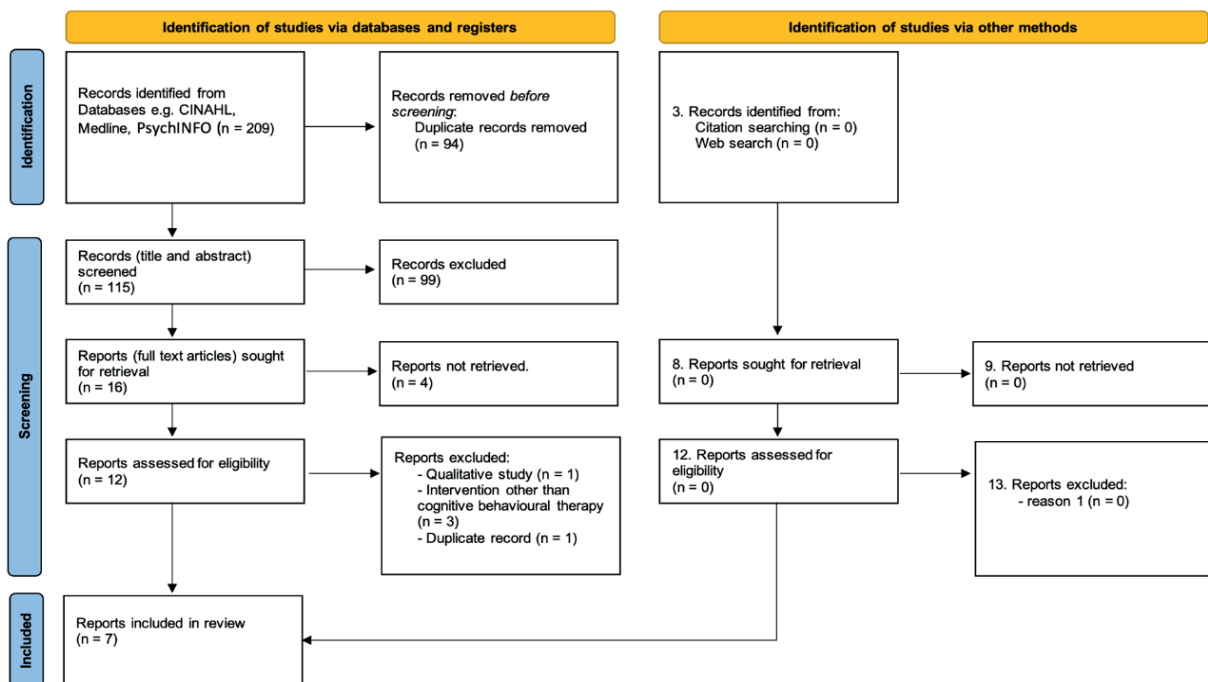 Identification of studies via databases and registers
Identification of studies via other methods
Identification
Records identified from
Databases e.g. CINAHL,
Medline, PsychINFO (n = 209)
Records removed before
screening:
Duplicate records removed
(n = 94)
3. Records identified from:
Citation searching (n = 0)
Web search (n = 0)
Screening
Records (title and abstract)
screened
(n = 115)
Records excluded
(n = 99)
Reports (full text articles) sought
for retrieval
(n = 16)
Reports not retrieved.
(n = 4)
8. Reports sought for retrieval
(n = 0)
9. Reports not retrieved
(n = 0)
Reports assessed for eligibility
(n = 12)
Reports excluded:
- Qualitative study (n = 1)
- Intervention other than
cognitive behavioural therapy
(n = 3)
- Duplicate record (n = 1)
12. Reports assessed for
eligibility
(n = 0)
13. Reports excluded:
- reason 1 (n = 0)
Included
Reports included in review
(n = 7)